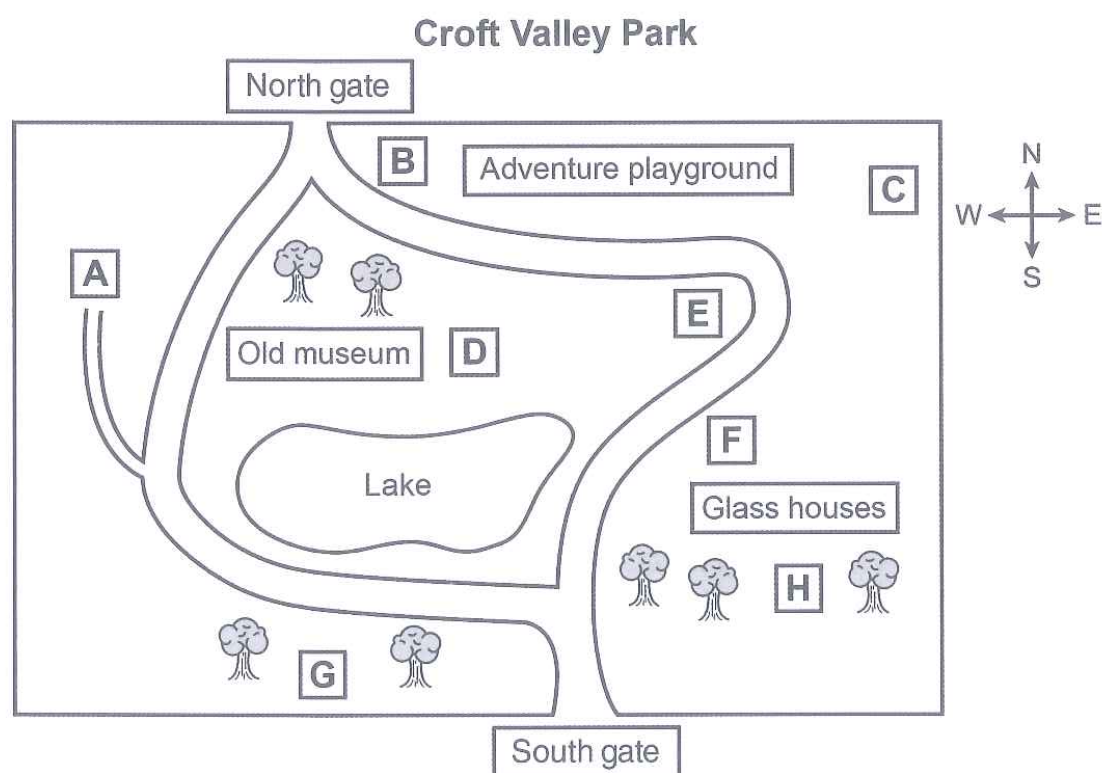 Croft Valley Park
North gate
B
Adventure playground
C
N
W E
S
A
E
Old museum
D
F
Lake
Glass houses
H
G
South gate